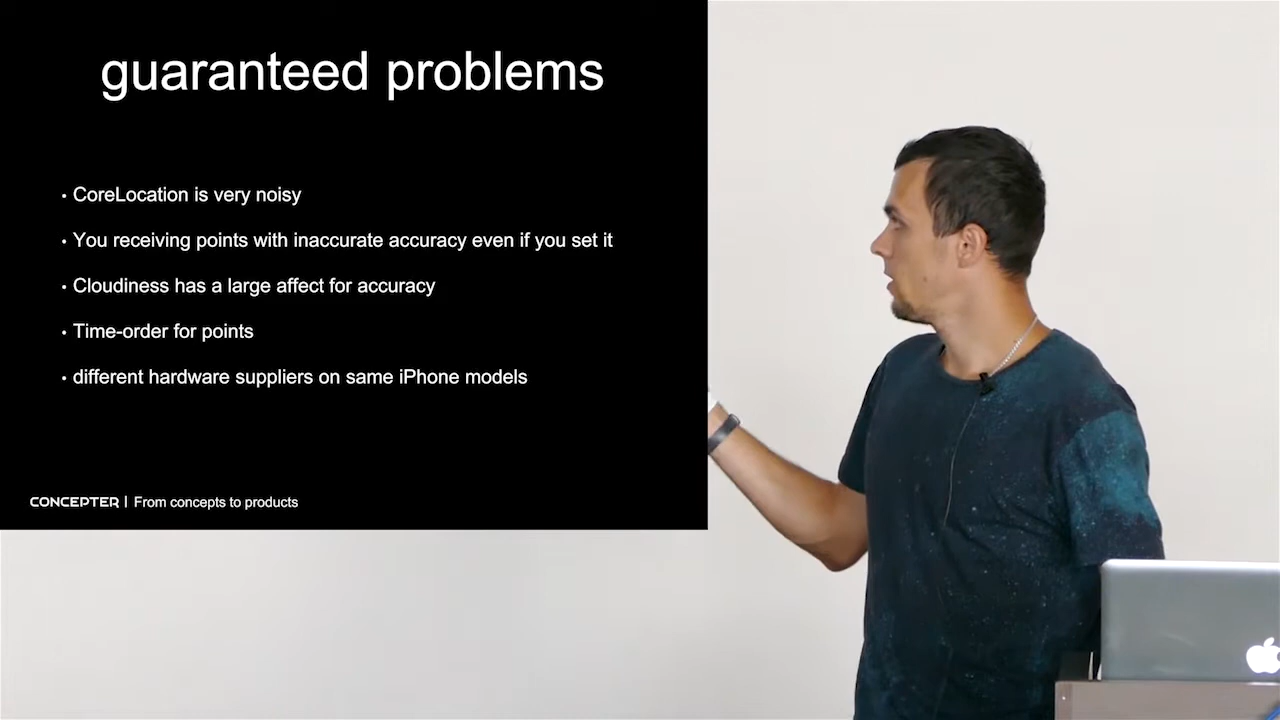 guaranteed problems
• CoreLocation is very noisy
• You receiving points with inaccurate accuracy even if you set it
• Cloudiness has a large affect for accuracy
• Time-order for points
• different hardware suppliers on same iPhone models
CONCEPTER | From concepts to products